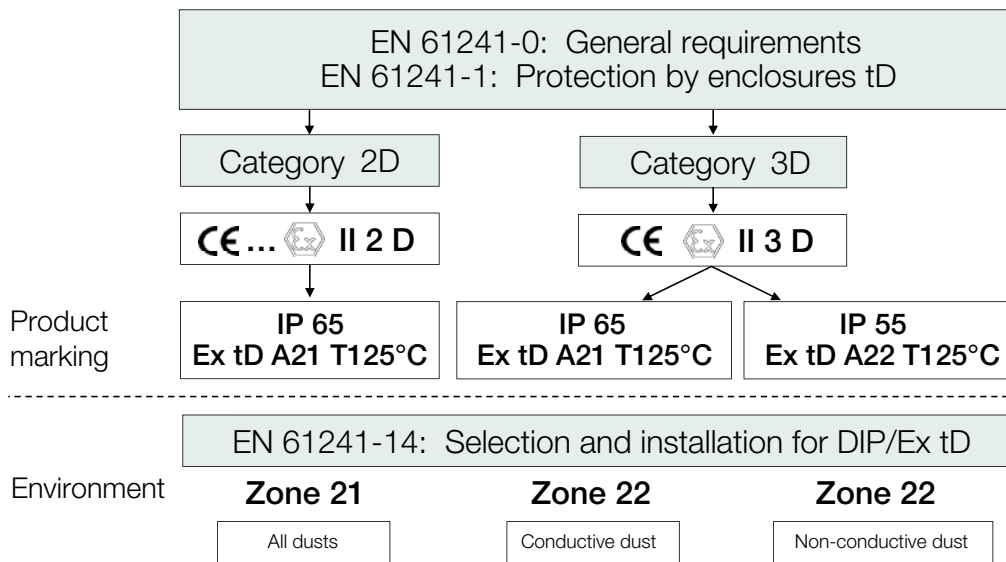 EN 61241-0: General requirements
EN 61241-1: Protection by enclosures tD
Category 2D
Category 3D
CE... Ex II 2 D
CE Ex II 3 D
Product
marking
IP 65
Ex tD A21 T125°C
IP 65
Ex tD A21 T125°C
IP 55
Ex tD A22 T125°C
EN 61241-14: Selection and installation for DIP/Ex tD
Environment
Zone 21
Zone 22
Zone 22
All dusts
Conductive dust
Non-conductive dust